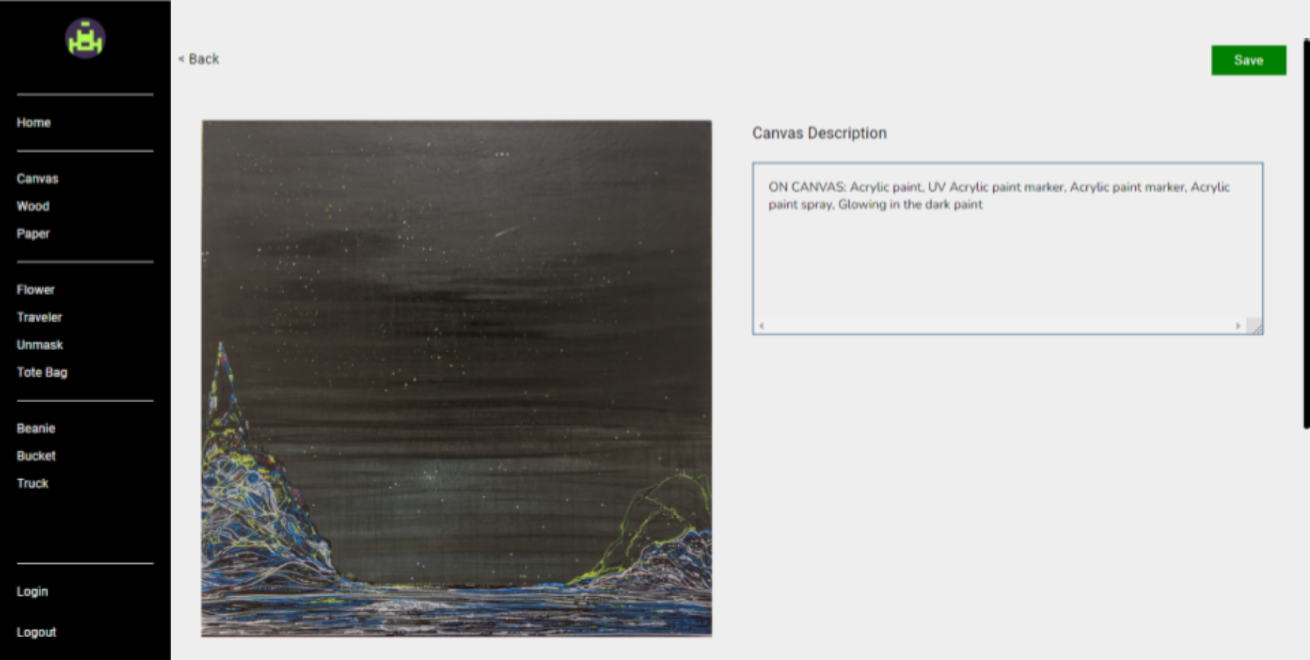 Home
Canvas
Wood
Paper
Flower
Traveler
Unmask
Tote Bag
Beanie
Bucket
Truck
Login
Logout
< Back
Save
Canvas Description
ON CANVAS: Acrylic paint, UV Acrylic paint marker, Acrylic paint marker, Acrylic
paint spray, Glowing in the dark paint